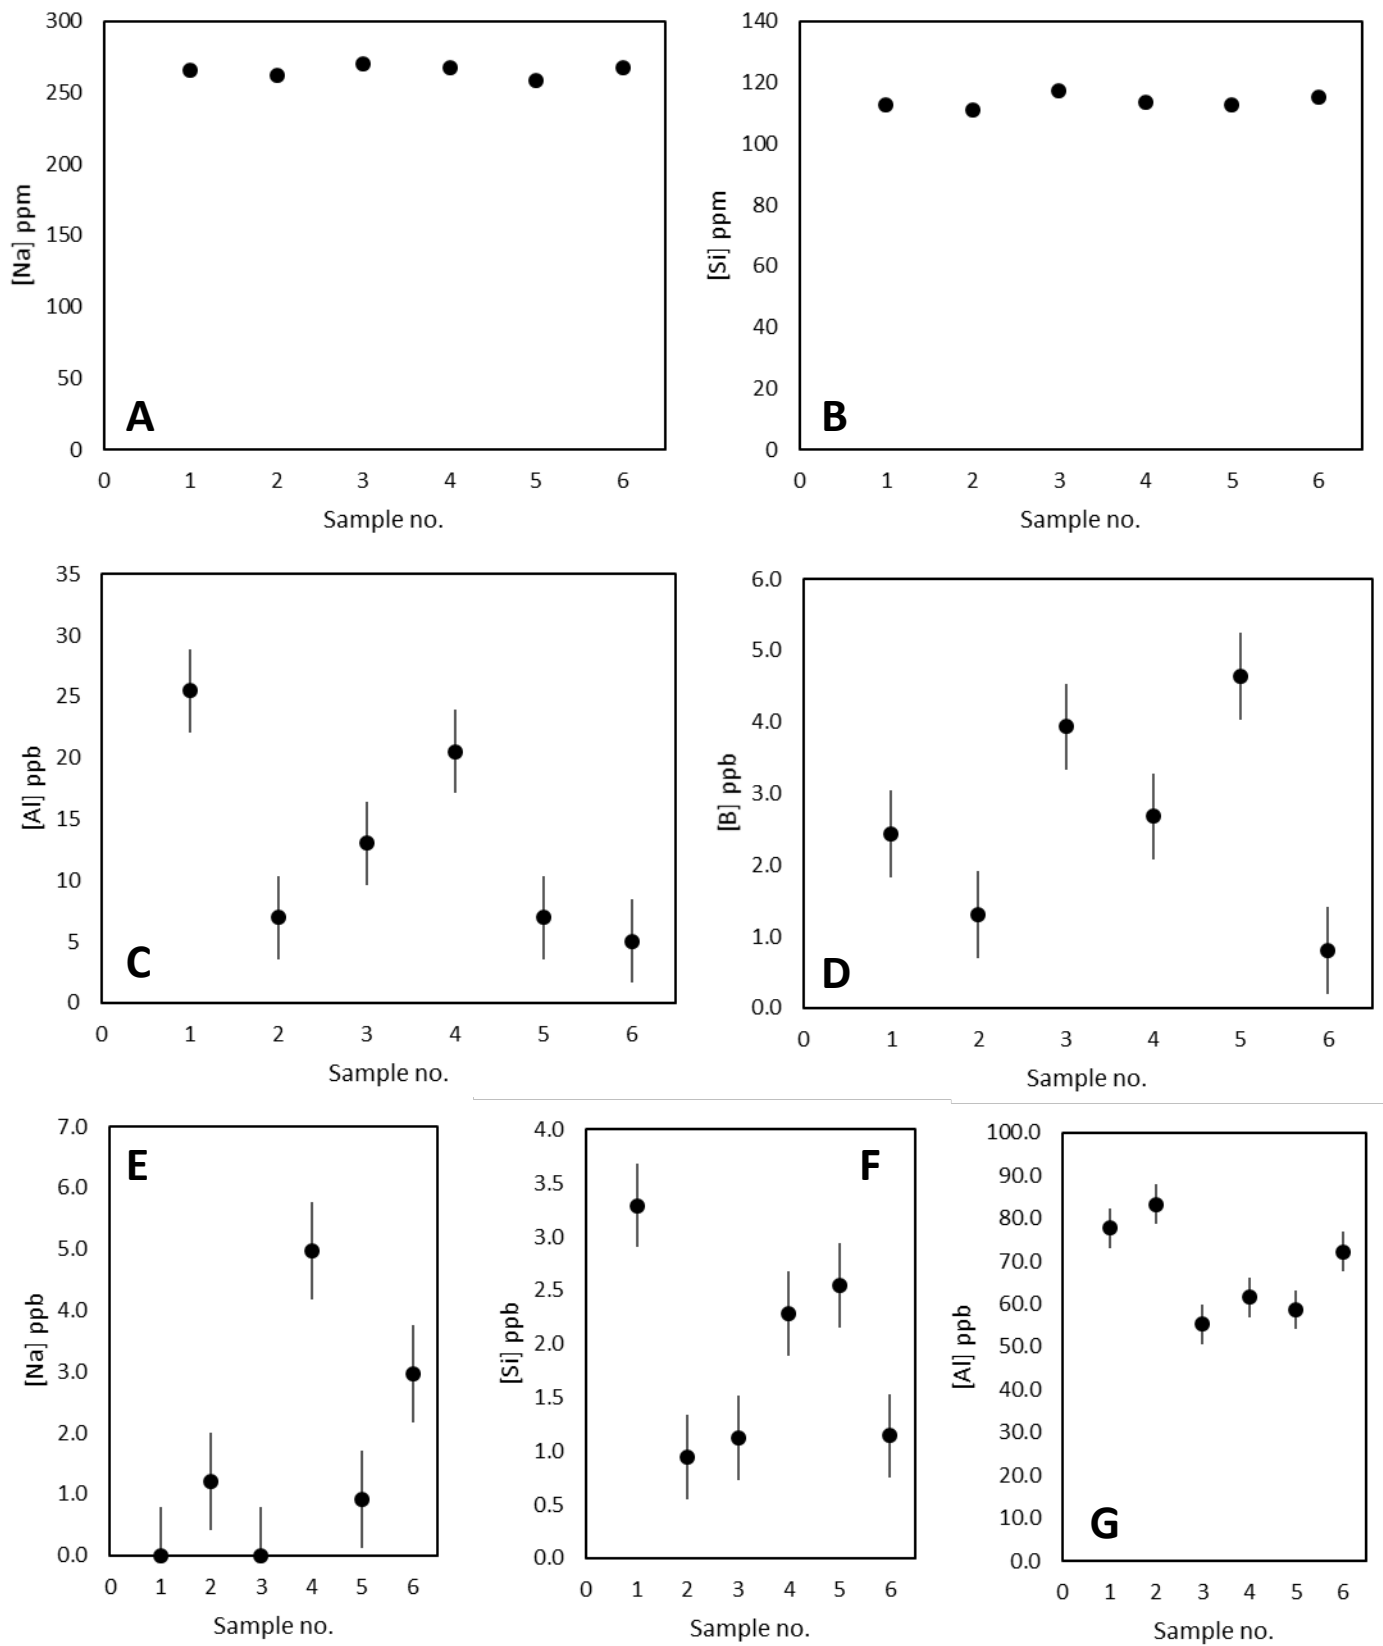 300
250
200
150
100
50
0
[Na] ppm
A
0 1 2 3 4 5 6
Sample no.
140
120
100
80
60
40
20
0
[Si] ppm
B
0 1 2 3 4 5 6
Sample no.
35
30
25
20
15
10
5
0
[Al] ppb
C
0 1 2 3 4 5 6
Sample no.
6.0
5.0
4.0
3.0
2.0
1.0
0.0
[B] ppb
D
0 1 2 3 4 5 6
Sample no.
7.0
6.0
5.0
4.0
3.0
2.0
1.0
0.0
[Na] ppb
E
0 1 2 3 4 5 6
Sample no.
4.0
3.5
3.0
2.5
2.0
1.5
1.0
0.5
0.0
[Si] ppb
F
0 1 2 3 4 5 6
Sample no.
100.0
90.0
80.0
70.0
60.0
50.0
40.0
30.0
20.0
10.0
0.0
[Al] ppb
G
0 1 2 3 4 5 6
Sample no.